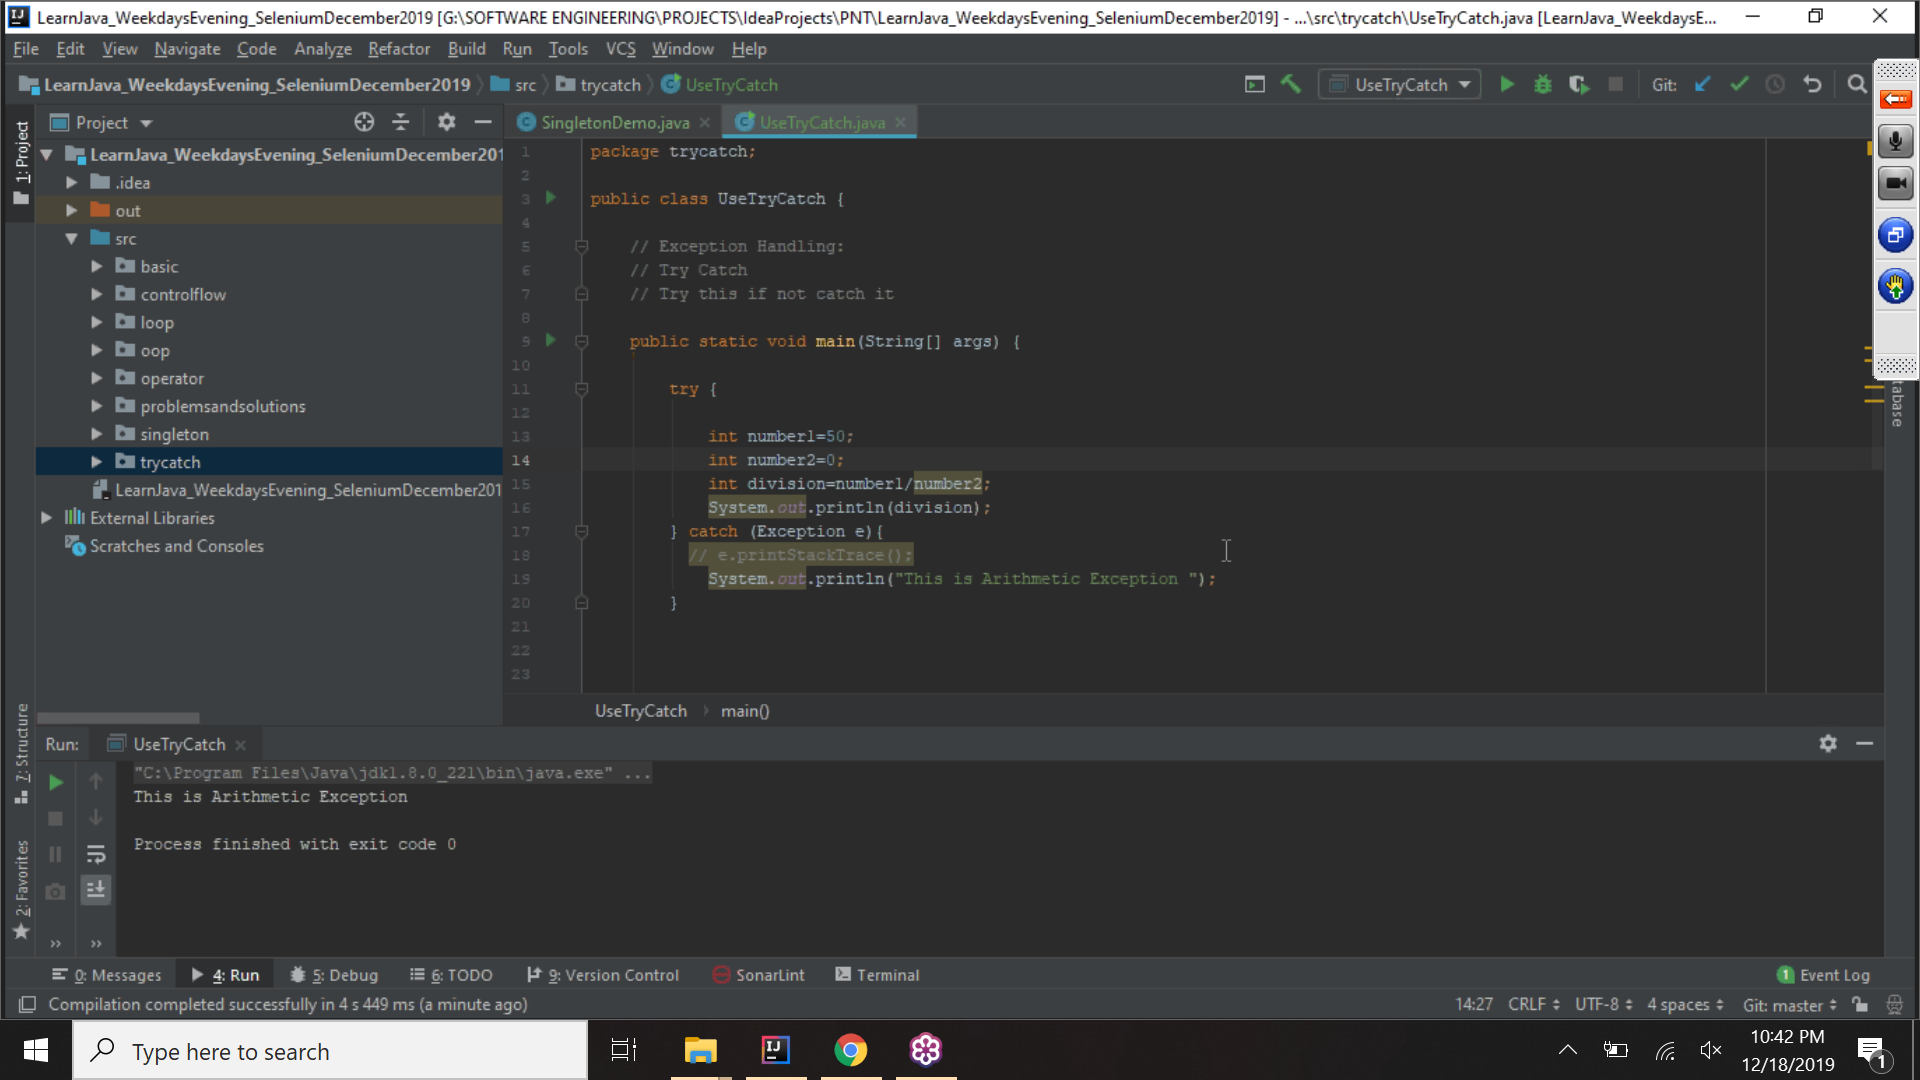 LearnJava_WeekdaysEvening_SeleniumDecember2019 [G:\SOFTWARE ENGINEERING\PROJECTS\IdeaProjects\PNT\LearnJava_WeekdaysEvening_SeleniumDecember2019] - ...\src\trycatch\UseTryCatch.java [LearnJava_WeekdaysE...
File Edit View Navigate Code Analyze Refactor Build Run Tools VCS Window Help
LearnJava_WeekdaysEvening_SeleniumDecember2019 src trycatch UseTryCatch
UseTryCatch Git:
1: Project
Project
SingletonDemo.java UseTryCatch.java
LearnJava_WeekdaysEvening_SeleniumDecember201
.idea
out
src
basic
controlflow
loop
oop
operator
problemsandsolutions
singleton
trycatch
LearnJava_WeekdaysEvening_SeleniumDecember201
External Libraries
Scratches and Consoles
1 package trycatch;
2
3 public class UseTryCatch {
4
5 // Exception Handling:
6 // Try Catch
7 // Try this if not catch it
8
9 public static void main(String[] args) {
10
11 try {
12
13 int number1=50;
14 int number2=0;
15 int division=number1/number2;
16 System.out.println(division);
17 } catch (Exception e){
18 // e.printStackTrace();
19 System.out.println("This is Arithmetic Exception ");
20 }
21
22
23
tabase
UseTryCatch main()
7: Structure
2: Favorites
Run: UseTryCatch
"C:\Program Files\Java\jdk1.8.0_221\bin\java.exe" ...
This is Arithmetic Exception
Process finished with exit code 0
0: Messages 4: Run 5: Debug 6: TODO 9: Version Control SonarLint Terminal 1 Event Log
Compilation completed successfully in 4 s 449 ms (a minute ago) 14:27 CRLF UTF-8 4 spaces Git: master
Type here to search
IJ
10:42 PM
12/18/2019
1